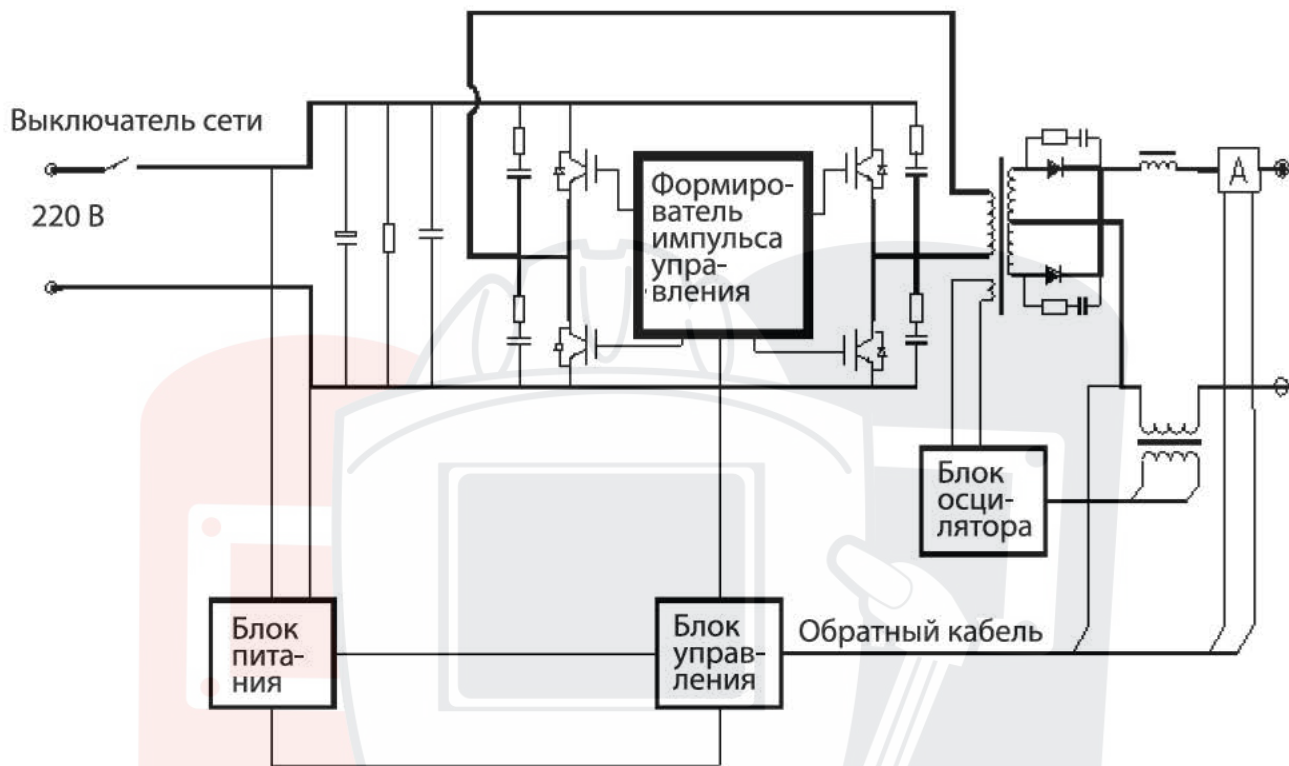 Выключатель сети
220 В
Формиро-
ватель
импульса
упра-
вления
A
Блок
осци-
лятора
Блок
пита-
ния
Блок
управ-
ления
Обратный кабель